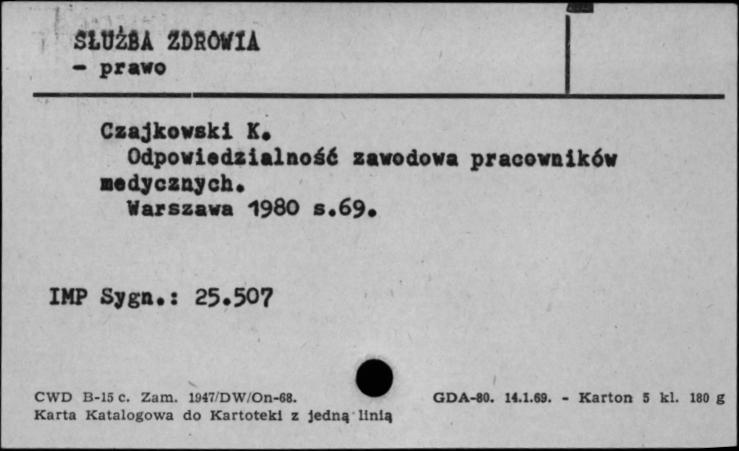 SŁUŻBA ZDROWIA
- prawo
Czajkowski K.
Odpowiedzialność zawodowa pracowników
medycznych.
Warszawa 1980 s.69.
IMP Sygn.: 25.507
CWD B-15 c. Zam. 1947/DW/On-68.
GDA-80. 14.1.69. - Karton 5 kl. 180 g
Karta Katalogowa do Kartoteki z jedną linią